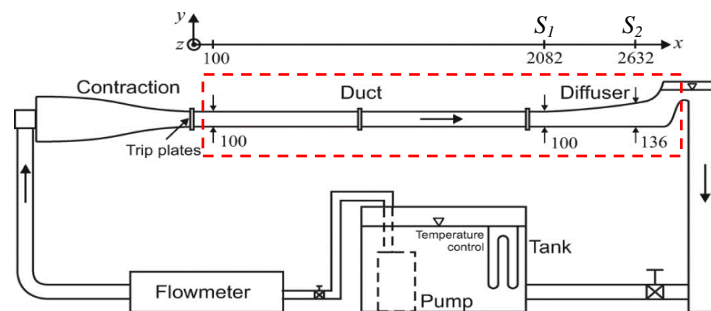 y
S1 S2
z x
100 2082 2632
Contraction Duct Diffuser
Trip plates 100 100 136
Temperature
control
Tank
Flowmeter
Pump